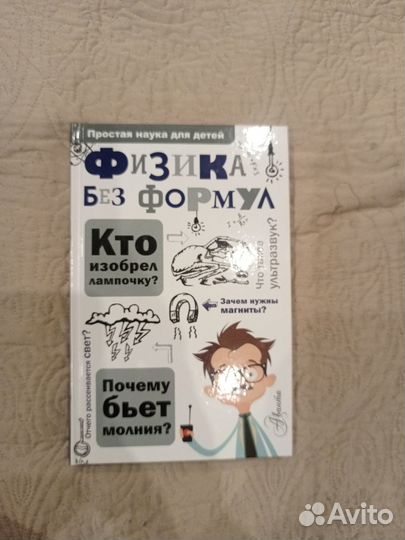 Простая наука для детей
ФИЗИКА
БЕЗ ФОРМУЛ
Кто
изобрел
лампочку?
Что такое
ультразвук?
Зачем нужны
магниты?
Отчего рассеивается свет?
Почему
бьет
молния?
Аванта
Avito